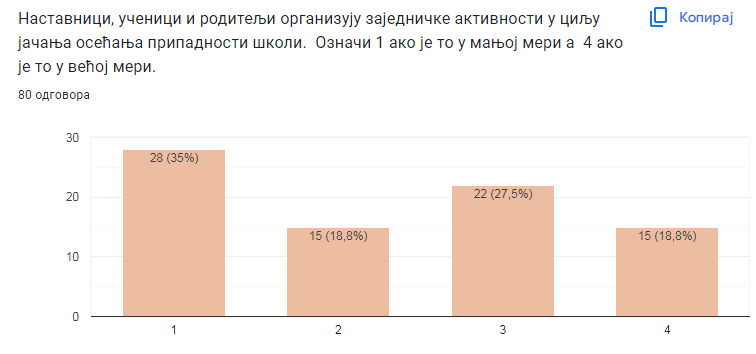 Наставници, ученици и родитељи организују заједничке активности у циљу
јачања осећања припадности школи.  Означи 1 ако је то у мањој мери а  4 ако
је то у већој мери.
Копирај
80 одговора
30
20
10
0
28 (35%)
15 (18,8%)
22 (27,5%)
15 (18,8%)
1
2
3
4